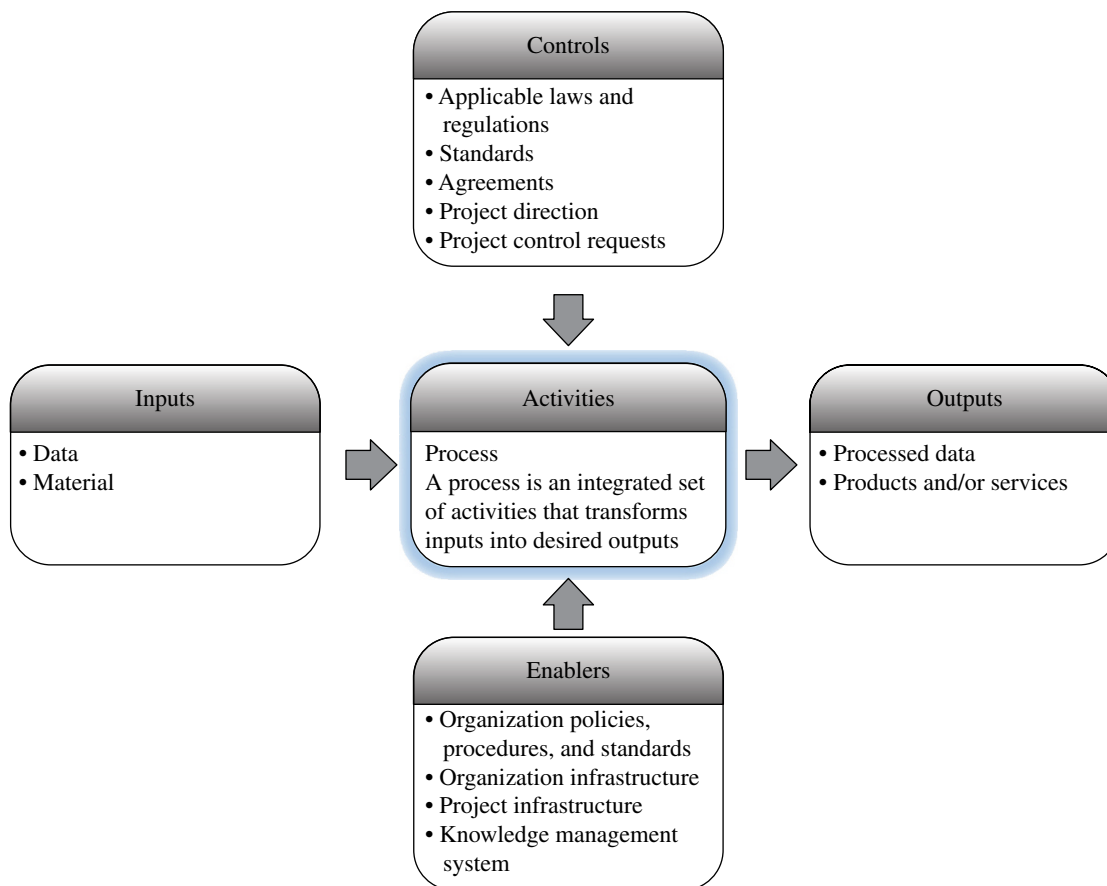 Controls
• Applicable laws and
regulations
• Standards
• Agreements
• Project direction
• Project control requests
Inputs
• Data
• Material
Activities
Process
A process is an integrated set
of activities that transforms
inputs into desired outputs
Outputs
• Processed data
• Products and/or services
Enablers
• Organization policies,
procedures, and standards
• Organization infrastructure
• Project infrastructure
• Knowledge management
system